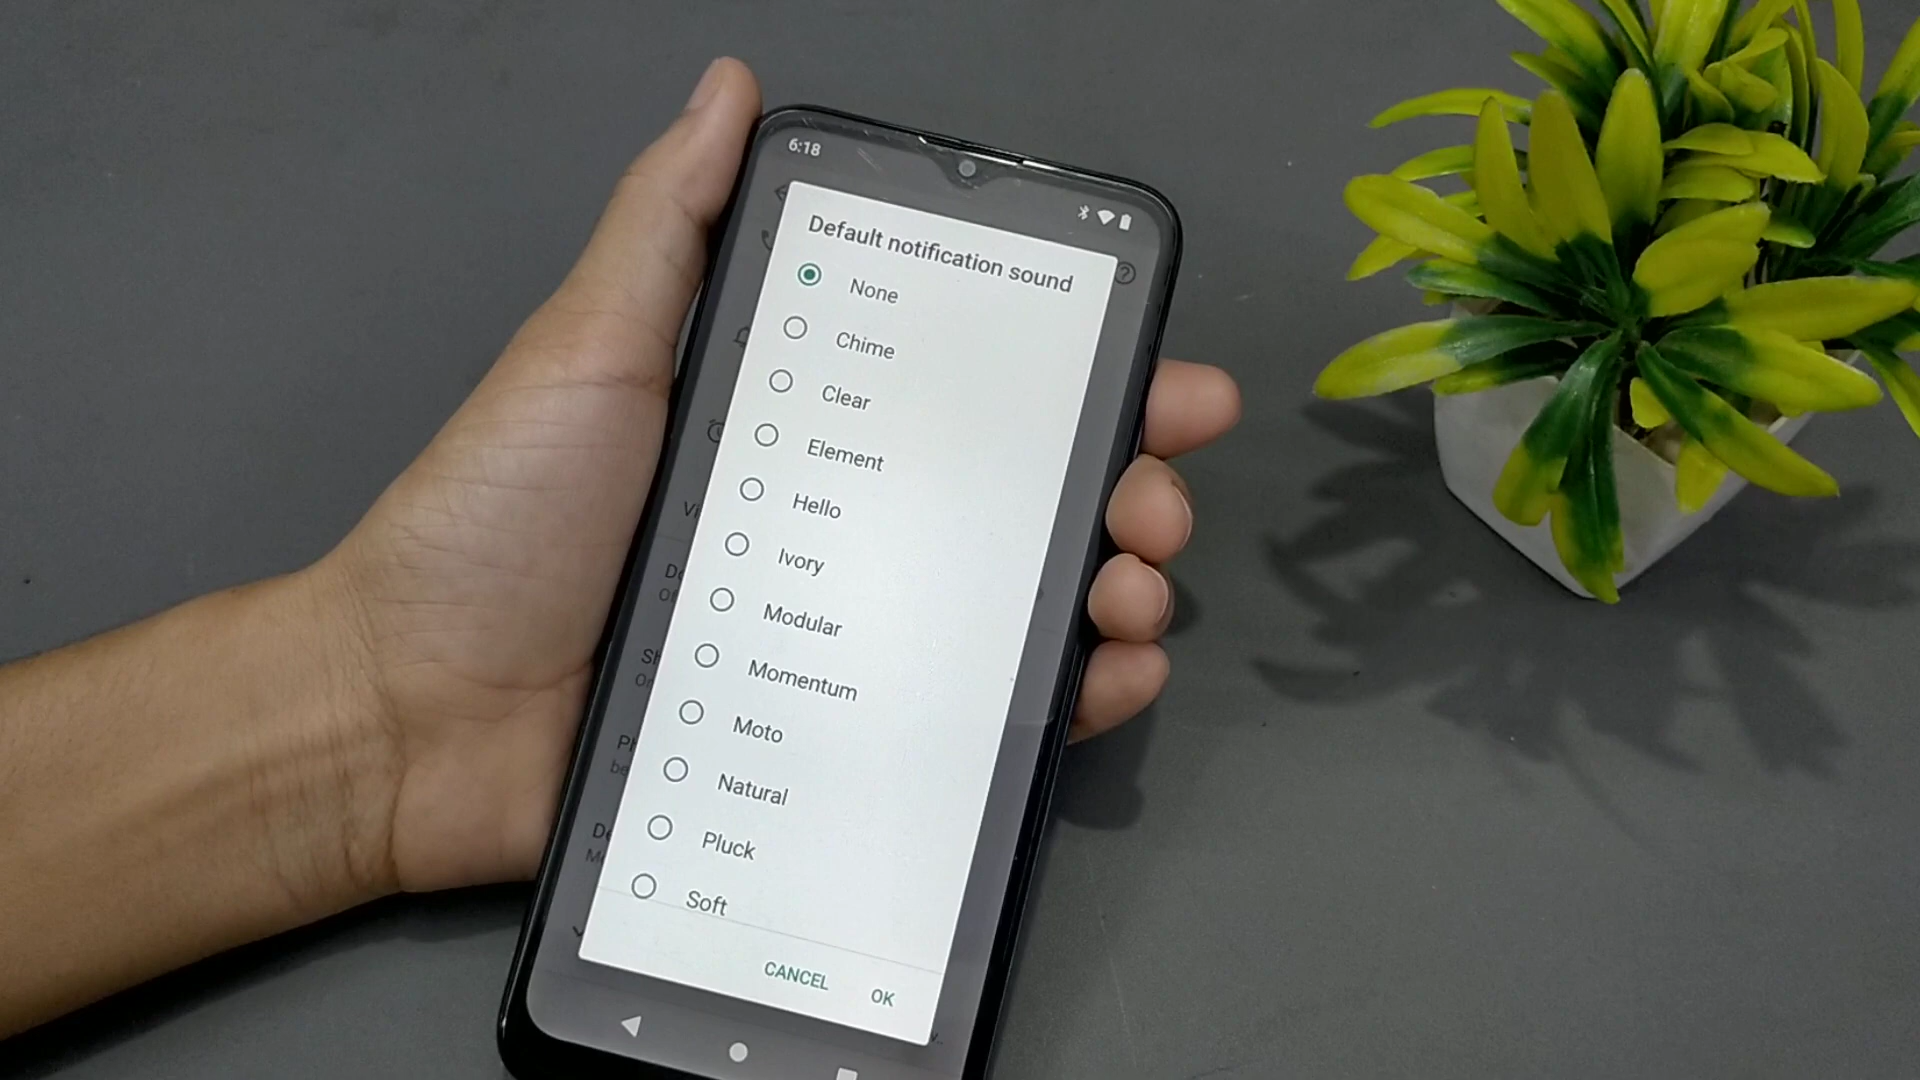 6:18
Default notification sound
None
Chime
Clear
Element
Hello
Ivory
Modular
Momentum
Moto
Natural
Pluck
Soft
CANCEL
OK